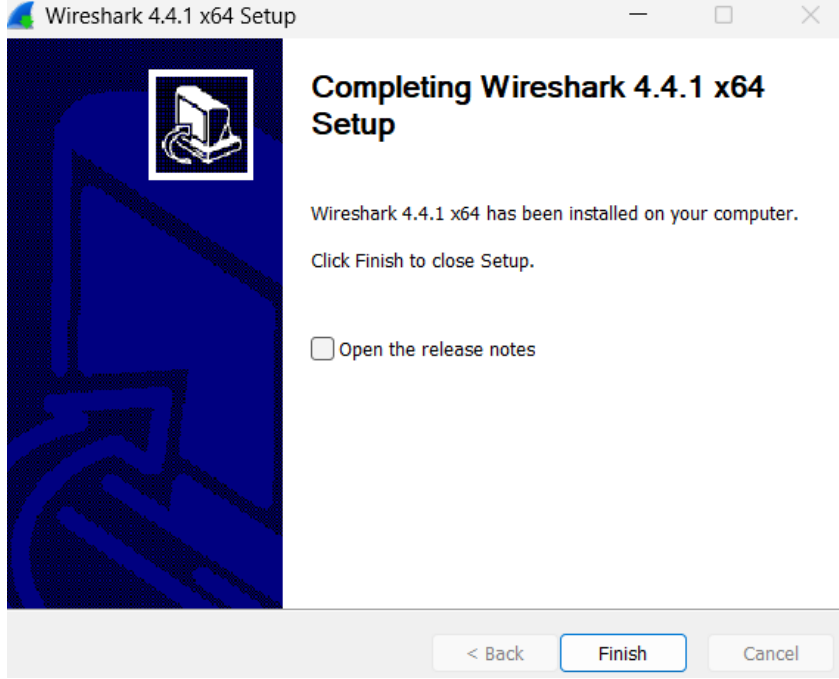 Wireshark 4.4.1 x64 Setup
Completing Wireshark 4.4.1 x64
Setup
Wireshark 4.4.1 x64 has been installed on your computer.
Click Finish to close Setup.
Open the release notes
< Back
Finish
Cancel